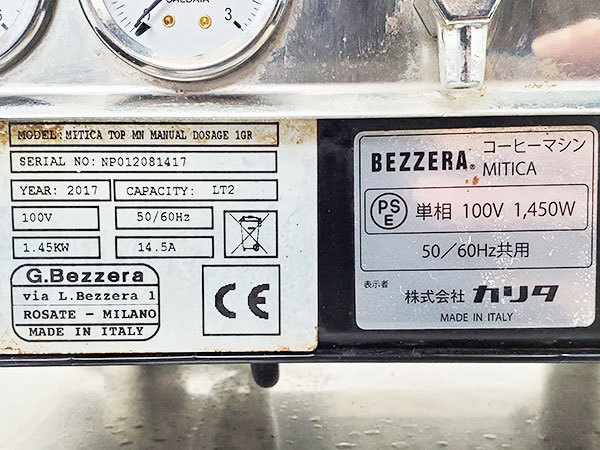 5
0
3
CALDAIA
MODEL: MITICA TOP MN MANUAL DOSAGE 1GR
SERIAL NO: NP012081417
YEAR: 2017
CAPACITY: LT2
100V
50/60Hz
1.45KW
14.5A
G.Bezzera
via L.Bezzera 1
ROSATE - MILANO
MADE IN ITALY
CE
BEZZERA® コーヒーマシン
MITICA
PS
E
単相 100V 1,450W
50/60Hz共用
表示者
株式会社 カリタ
MADE IN ITALY